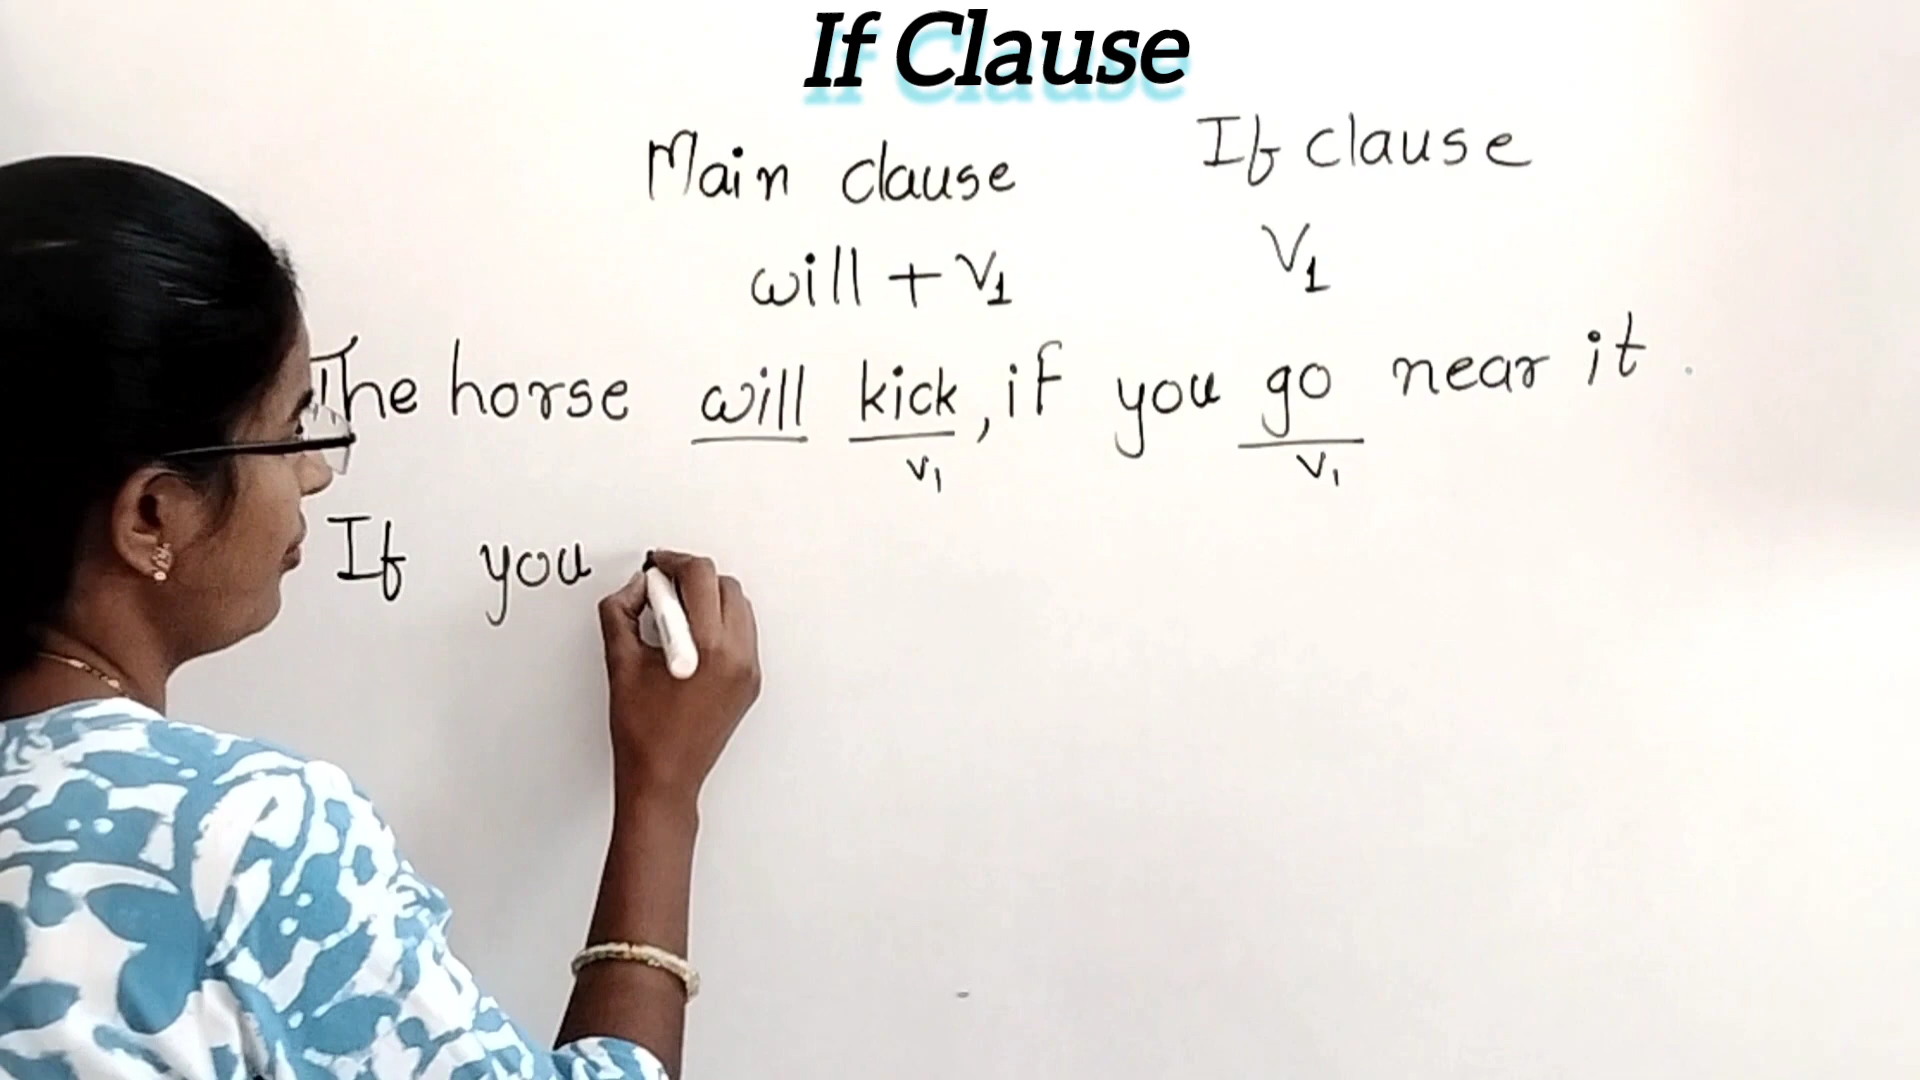 If Clause
Main clause If clause
will + V1 V1
The horse will kick, if you go near it.
V1 V1
If you